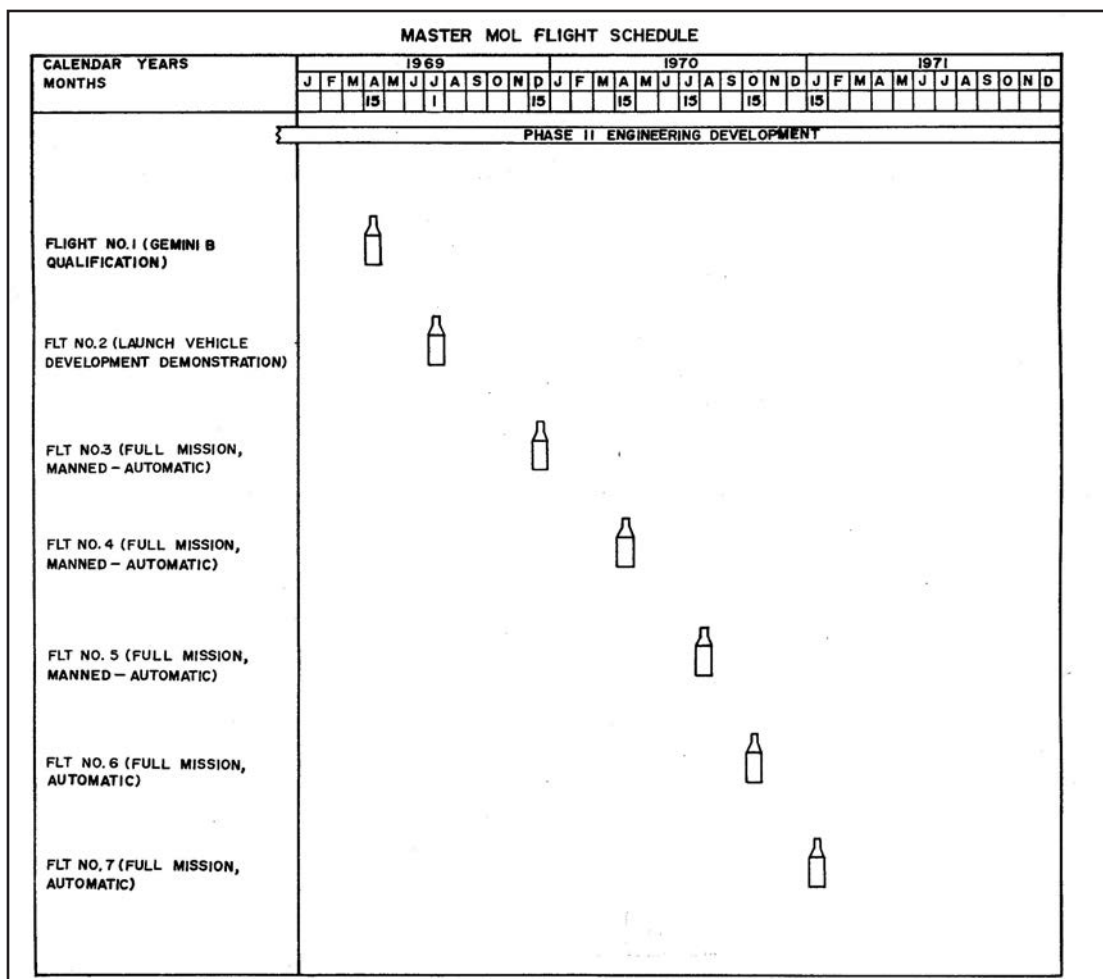 MASTER MOL FLIGHT SCHEDULE
CALENDAR YEARS 1969 1970 1971
MONTHS J F M A M J J A S O N D J F M A M J J A S O N D J F M A M J J A S O N D
15 1 15 15 15 15 15
PHASE II ENGINEERING DEVELOPMENT
FLIGHT NO.1 (GEMINI B
QUALIFICATION)
FLT NO.2 (LAUNCH VEHICLE
DEVELOPMENT DEMONSTRATION)
FLT NO.3 (FULL MISSION,
MANNED-AUTOMATIC)
FLT NO.4 (FULL MISSION,
MANNED-AUTOMATIC)
FLT NO.5 (FULL MISSION,
MANNED-AUTOMATIC)
FLT NO.6 (FULL MISSION,
AUTOMATIC)
FLT NO.7 (FULL MISSION,
AUTOMATIC)